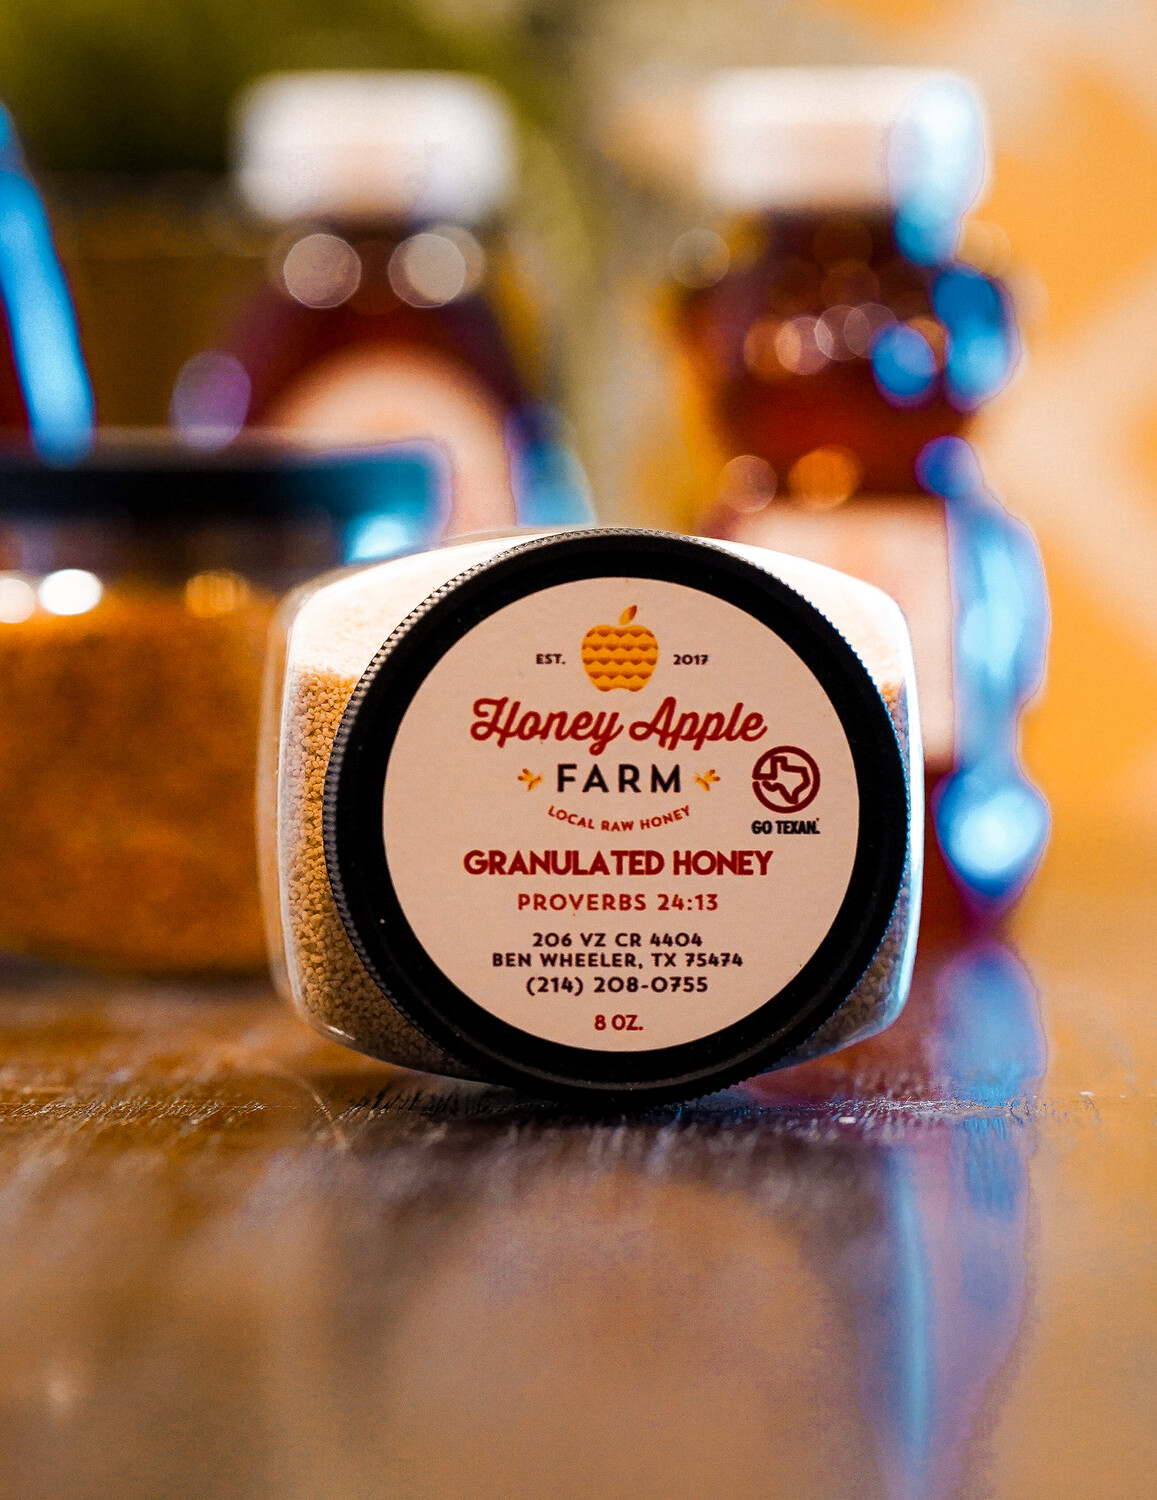 EST. 2017
Honey Apple
FARM
LOCAL RAW HONEY
GO TEXAN.
GRANULATED HONEY
PROVERBS 24:13
206 VZ CR 4404
BEN WHEELER, TX 75474
(214) 208-0755
8 OZ.